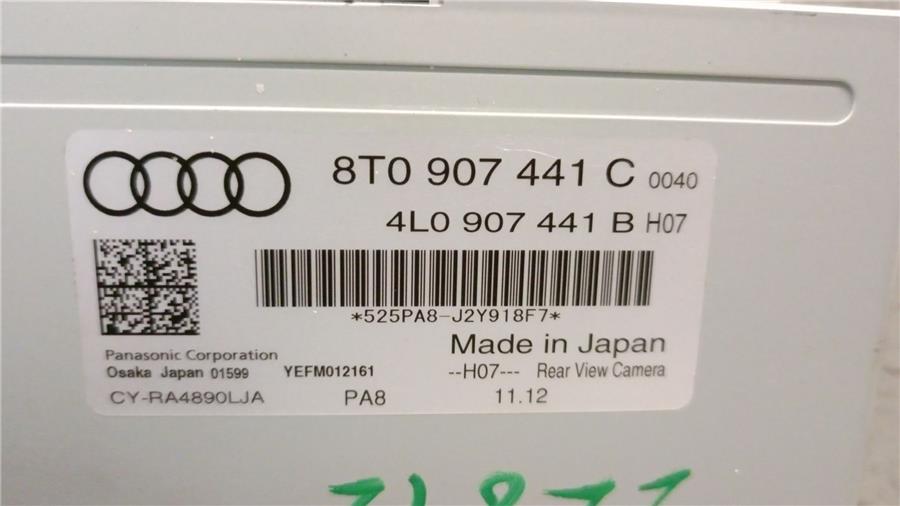 8T0 907 441 C 0040
4L0 907 441 B H07
*525PA8-J2Y918F7*
Made in Japan
Panasonic Corporation
Osaka Japan 01599 YEFM012161 --H07--- Rear View Camera
CY-RA4890LJA PA8 11.12